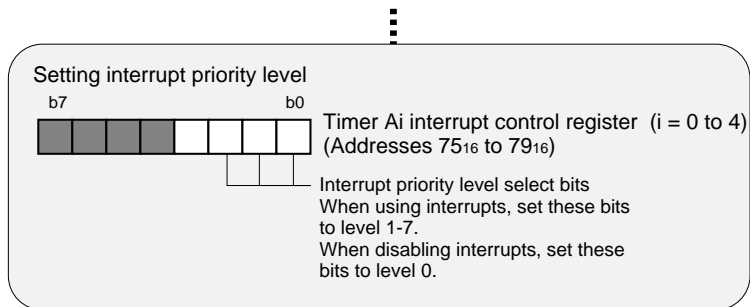 Setting interrupt priority level
b7 b0
Timer Ai interrupt control register (i = 0 to 4)
(Addresses 7516 to 7916)
Interrupt priority level select bits
When using interrupts, set these bits
to level 1-7.
When disabling interrupts, set these
bits to level 0.